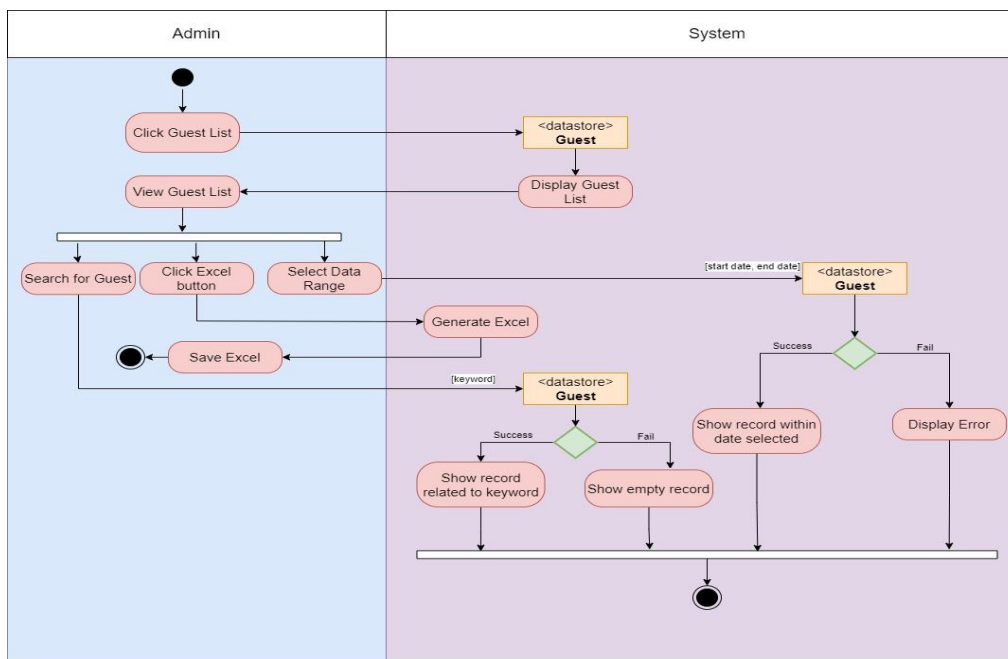 Admin
System
Click Guest List
<datastore>
Guest
View Guest List
Display Guest
List
Search for Guest
Click Excel
button
Select Data
Range
[start date, end date]
<datastore>
Guest
Generate Excel
Save Excel
Success
Fail
[keyword]
<datastore>
Guest
Show record within
date selected
Display Error
Success
Fail
Show record
related to keyword
Show empty record